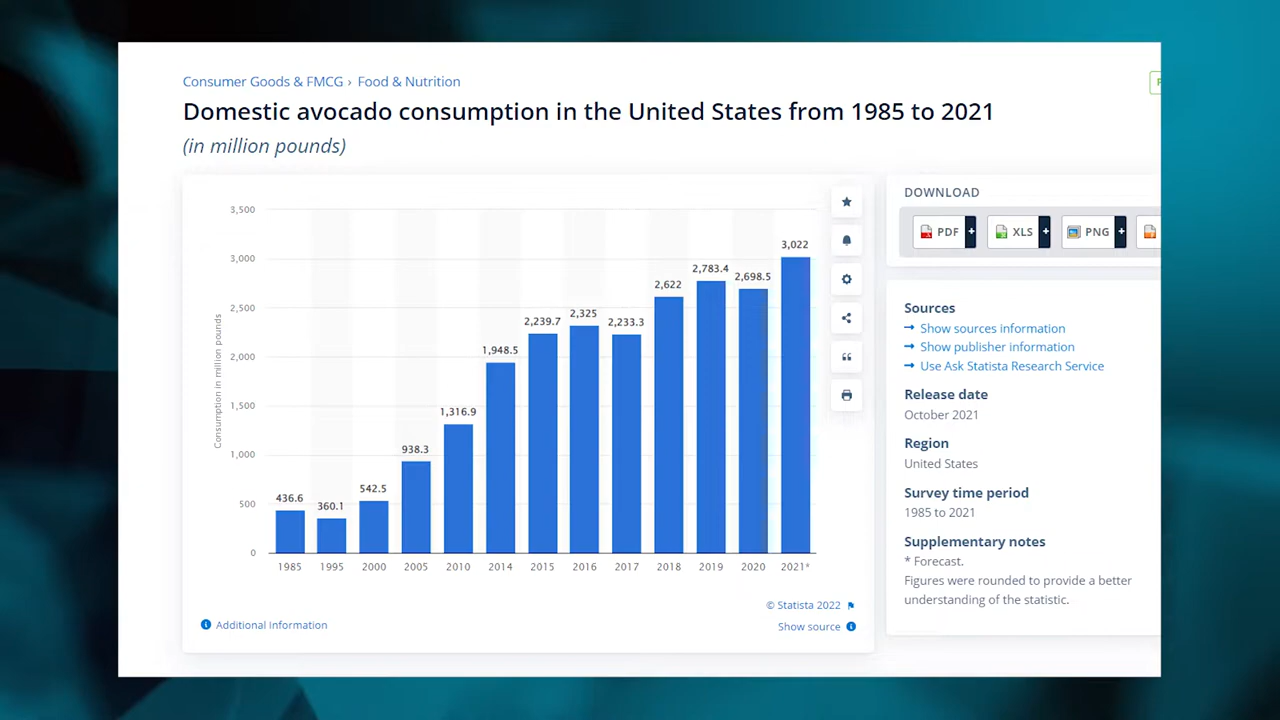 Consumer Goods & FMCG › Food & Nutrition
Domestic avocado consumption in the United States from 1985 to 2021
(in million pounds)
Consumption in million pounds
3,500
3,000
2,500
2,000
1,500
1,000
500
0
436.6
360.1
542.5
938.3
1,316.9
1,948.5
2,239.7
2,325
2,233.3
2,622
2,783.4
2,698.5
3,022
1985 1995 2000 2005 2010 2014 2015 2016 2017 2018 2019 2020 2021*
© Statista 2022
Additional Information
Show source
DOWNLOAD
PDF + XLS + PNG +
Sources
→ Show sources information
→ Show publisher information
→ Use Ask Statista Research Service
Release date
October 2021
Region
United States
Survey time period
1985 to 2021
Supplementary notes
* Forecast.
Figures were rounded to provide a better
understanding of the statistic.